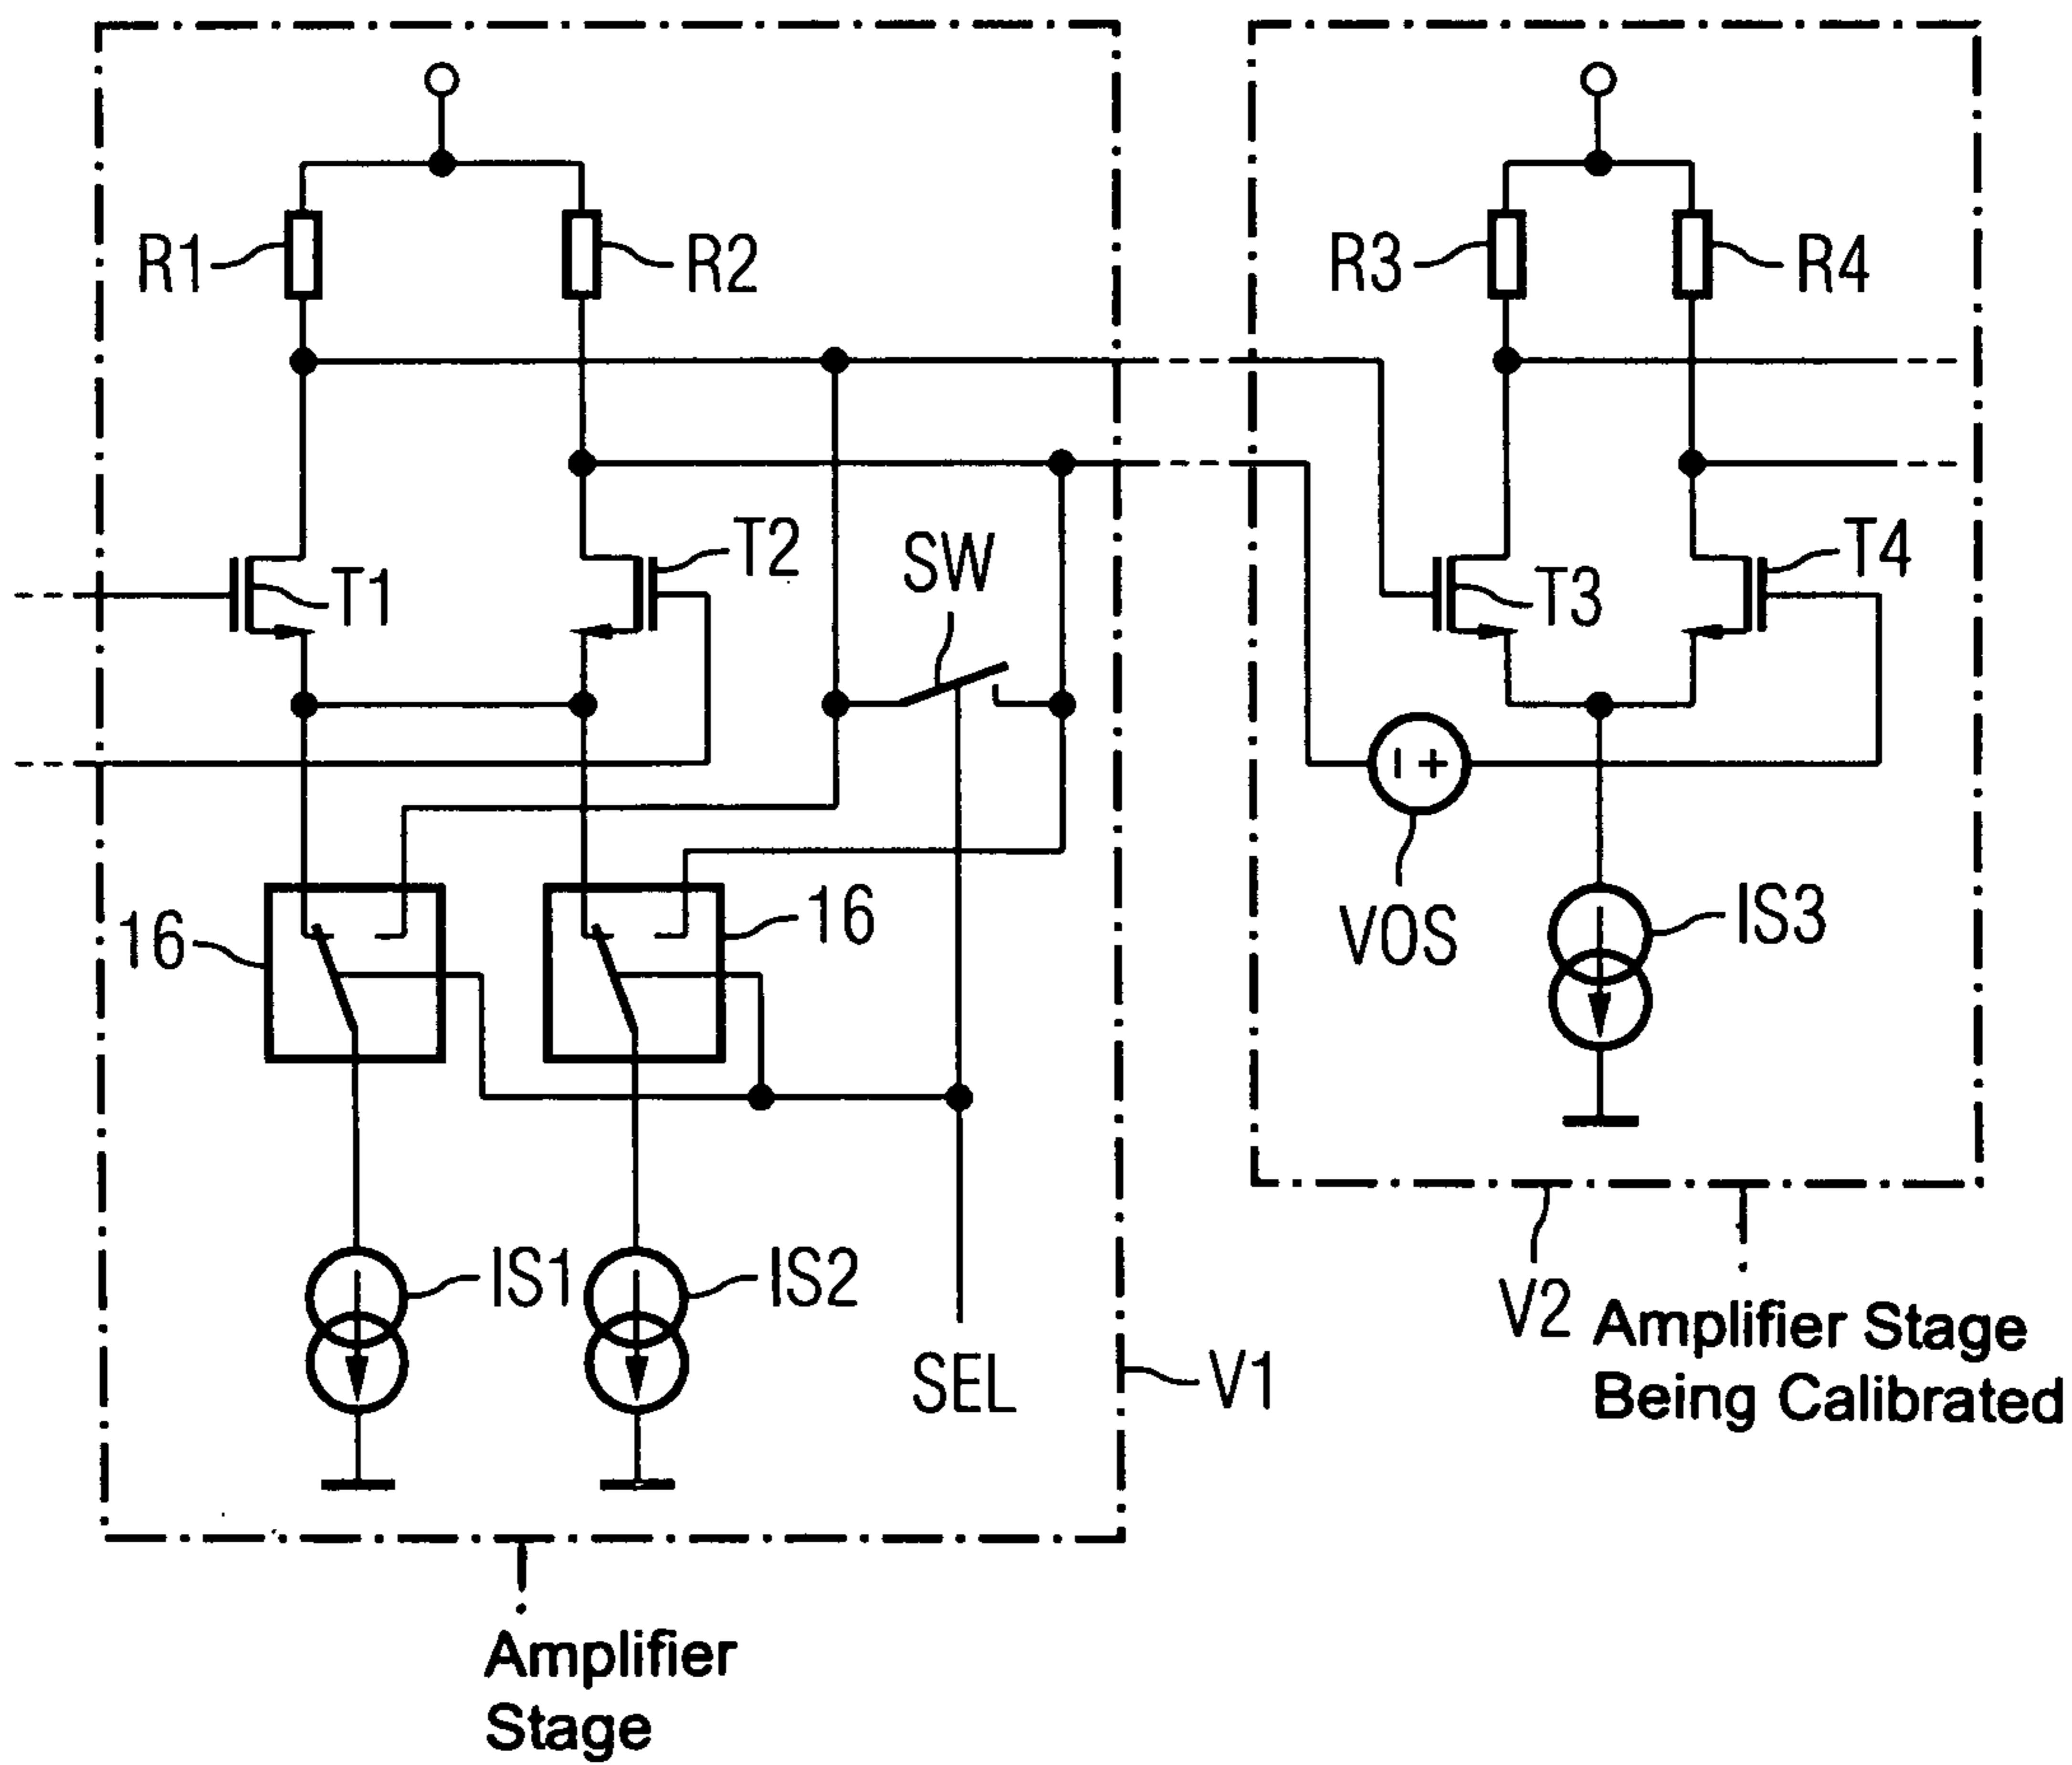 R1
R2
R3
R4
T1
T2
SW
T3
T4
16
16
VOS
IS3
IS1
IS2
SEL
V1
V2
Amplifier Stage
Being Calibrated
Amplifier
Stage